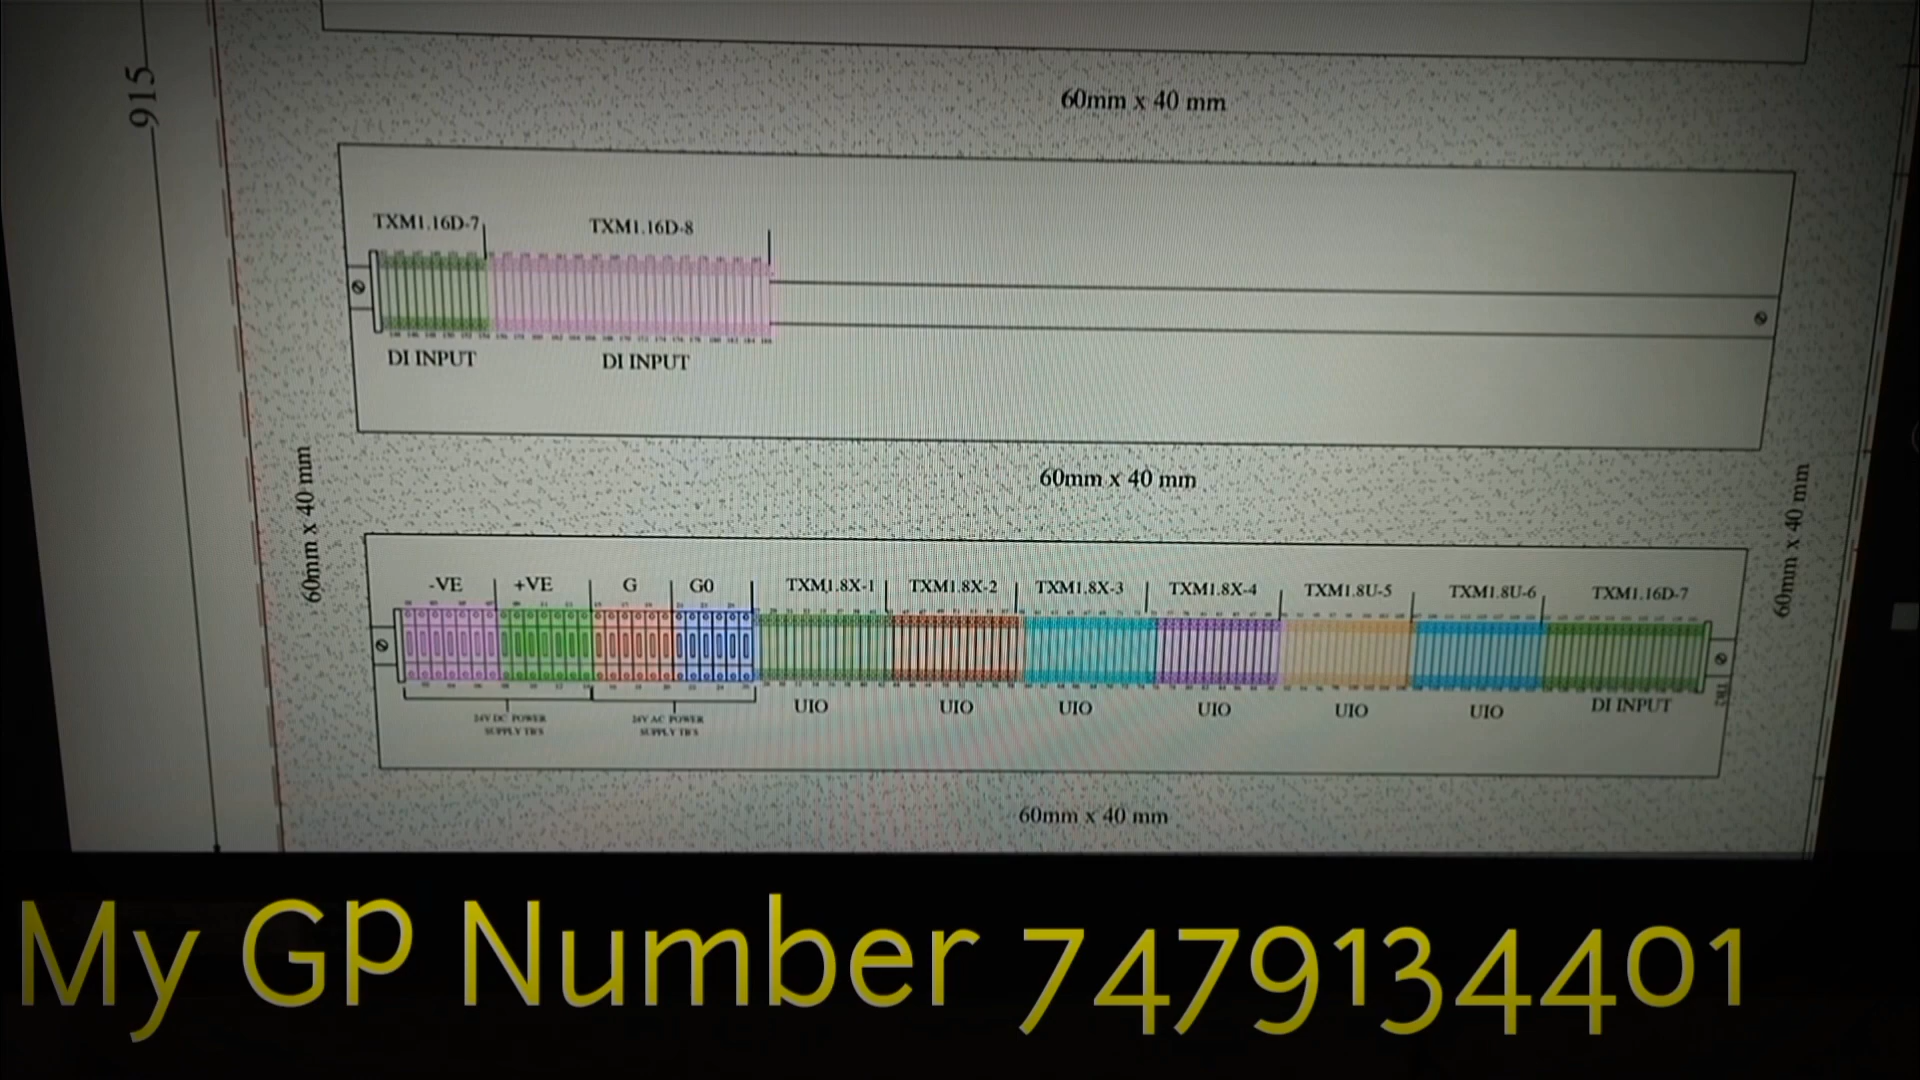 915
60mm x 40 mm
TXM1.16D-7
TXM1.16D-8
DI INPUT
DI INPUT
60mm x 40 mm
60mm x 40 mm
60mm x 40 mm
-VE
+VE
G
G0
TXM1.8X-1
TXM1.8X-2
TXM1.8X-3
TXM1.8X-4
TXM1.8U-5
TXM1.8U-6
TXM1.16D-7
24V DC POWER
SUPPLY TB'S
24V AC POWER
SUPPLY TB'S
UIO
UIO
UIO
UIO
UIO
UIO
DI INPUT
60mm x 40 mm
My GP Number 7479134401